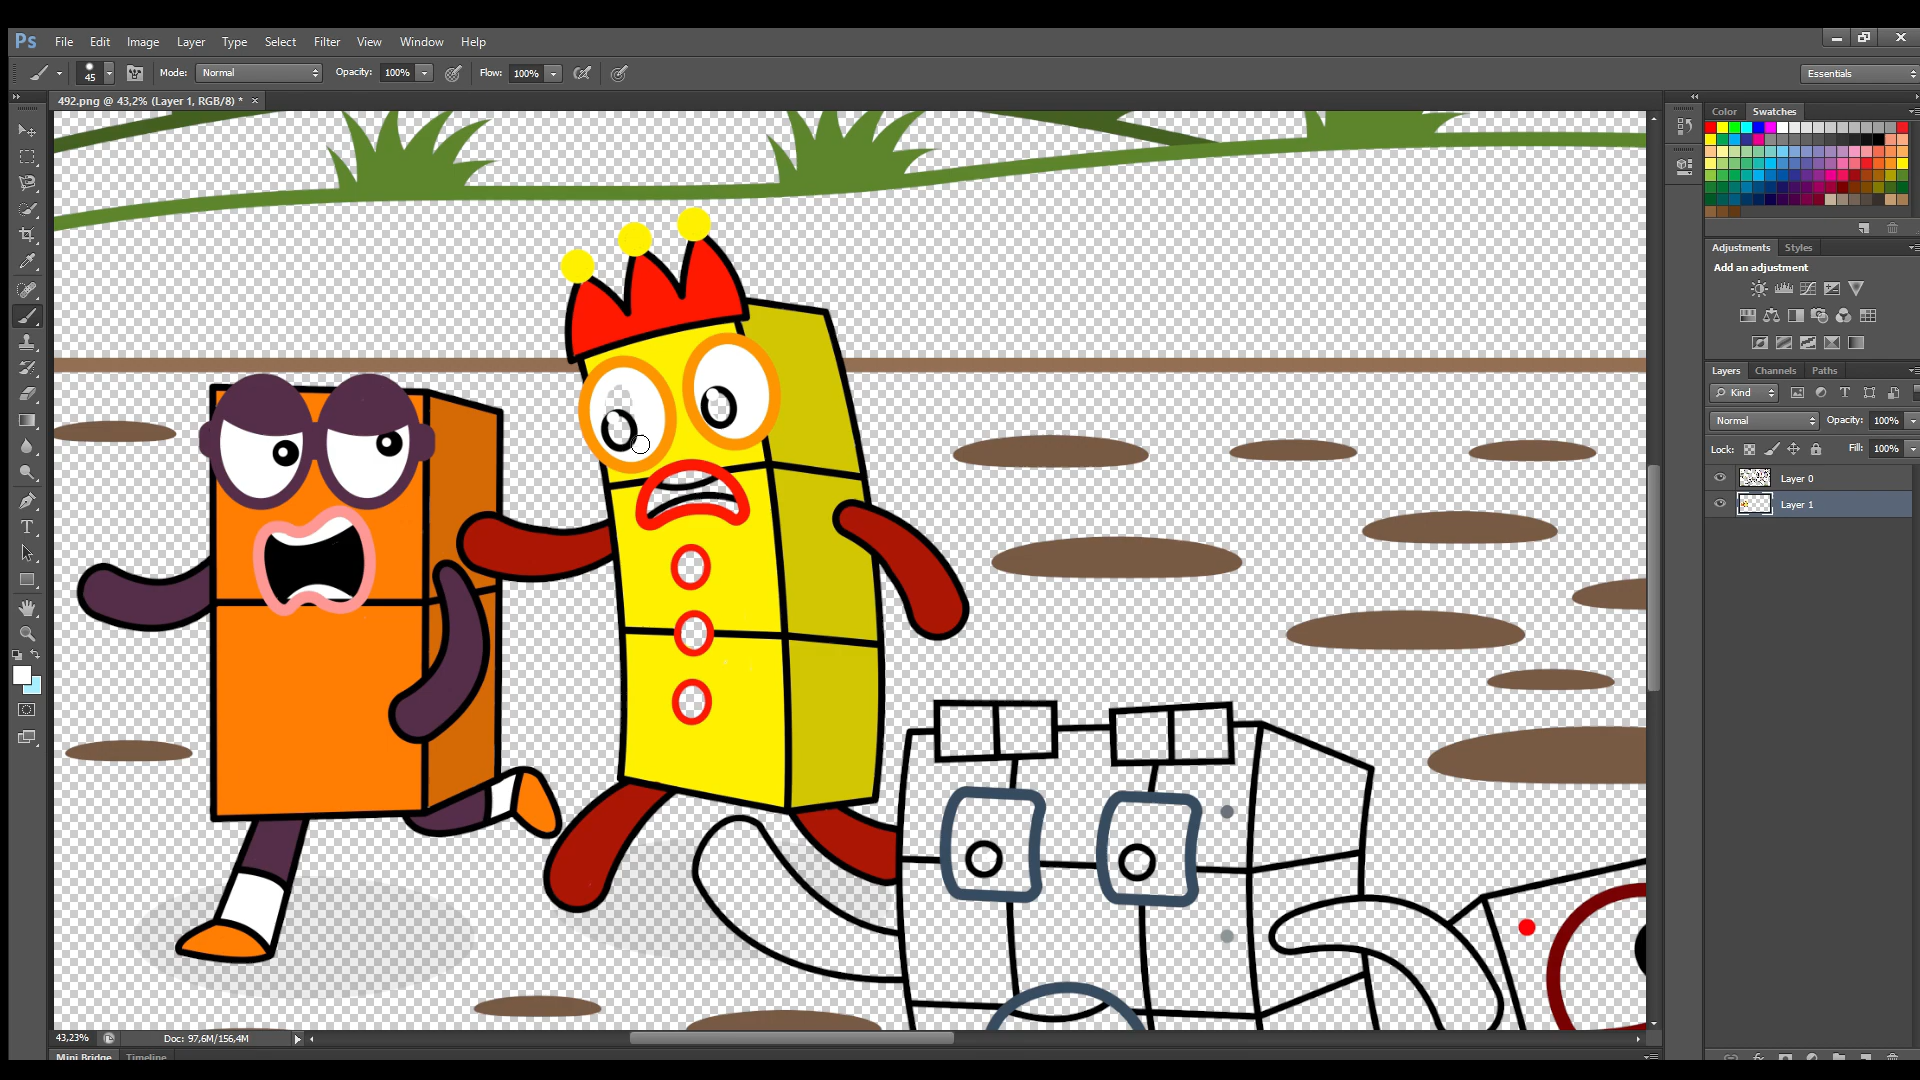 Ps File Edit Image Layer Type Select Filter View Window Help
45 Mode: Normal Opacity: 100% Flow: 100% Essentials
492.png @ 43,2% (Layer 1, RGB/8) * ×
Color Swatches
Adjustments Styles
Add an adjustment
Layers Channels Paths
Kind T
Normal Opacity: 100%
Lock: Fill: 100%
Layer 0
Layer 1
T
43,23% Doc: 97,6M/156,4M
Mini Bridge Timeline
fx